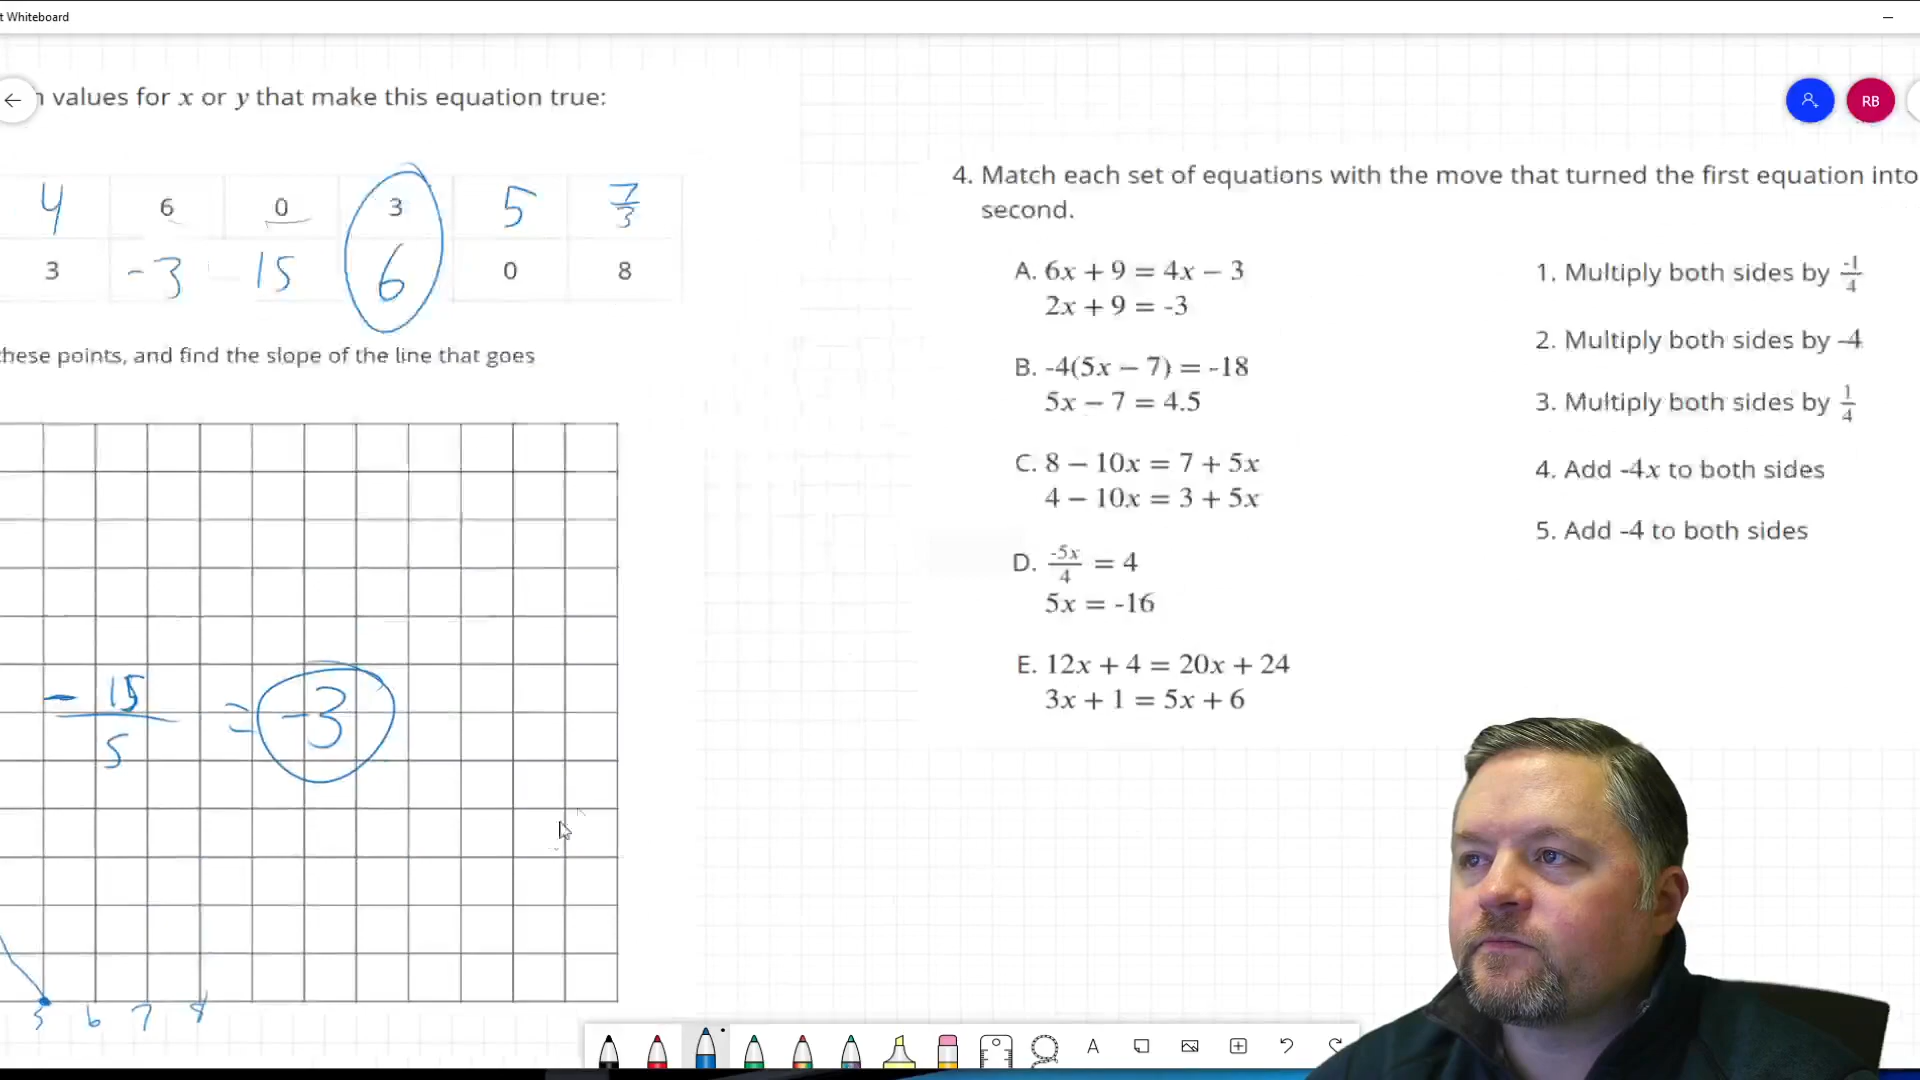 t Whiteboard
n values for x or y that make this equation true:
RB
4 6 0 3 5 7/3
3 -3 15 6 0 8
these points, and find the slope of the line that goes
- 15/5 = -3
5 6 7 8
4. Match each set of equations with the move that turned the first equation into
second.
A. 6x + 9 = 4x − 3
2x + 9 = -3
B. -4(5x − 7) = -18
5x − 7 = 4.5
C. 8 − 10x = 7 + 5x
4 − 10x = 3 + 5x
D. -5x/4 = 4
5x = -16
E. 12x + 4 = 20x + 24
3x + 1 = 5x + 6
1. Multiply both sides by -1/4
2. Multiply both sides by -4
3. Multiply both sides by 1/4
4. Add -4x to both sides
5. Add -4 to both sides
A